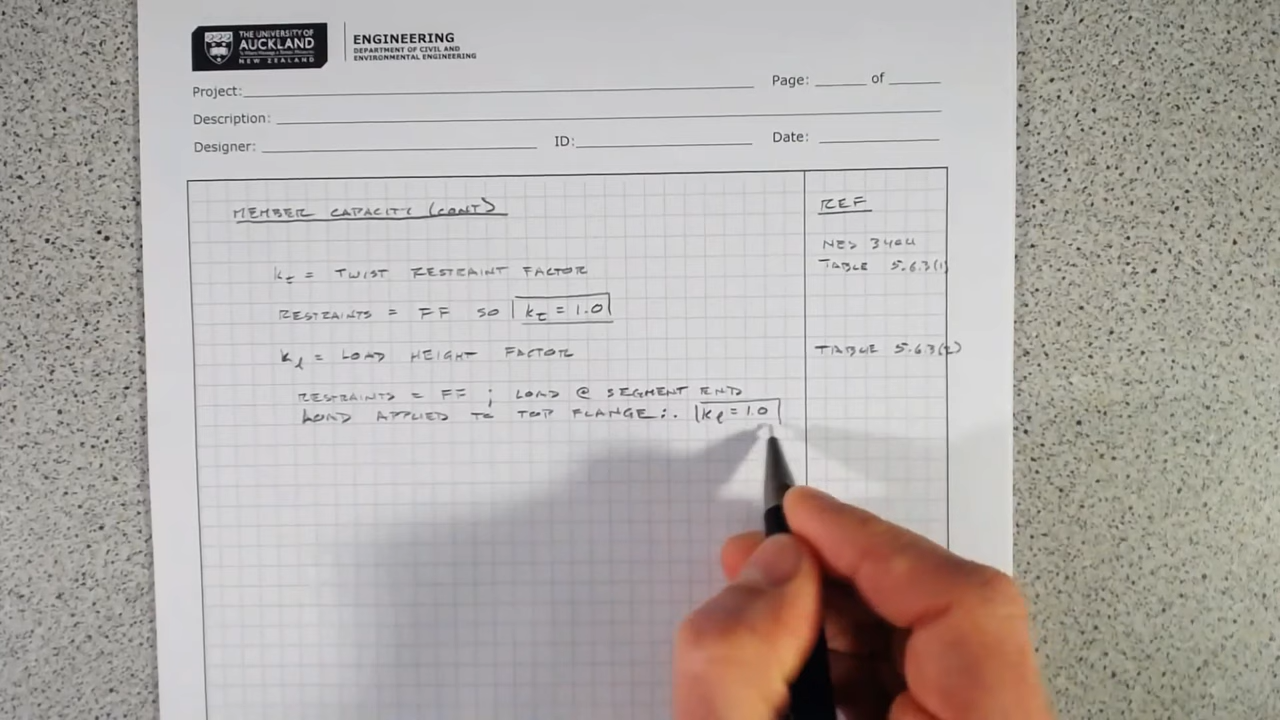 THE UNIVERSITY OF
AUCKLAND
NEW ZEALAND
ENGINEERING
DEPARTMENT OF CIVIL AND
ENVIRONMENTAL ENGINEERING
Project:
Page: of
Description:
Designer: ID: Date:
MEMBER CAPACITY (CONT)
REF
NZS 3404
TABLE 5.6.3(1)
kt = TWIST RESTRAINT FACTOR
RESTRAINTS = FF SO kt = 1.0
kl = LOAD HEIGHT FACTOR
TABLE 5.6.3(2)
RESTRAINTS = FF ; LOAD @ SEGMENT END
LOAD APPLIED TO TOP FLANGE ∴ kl = 1.0